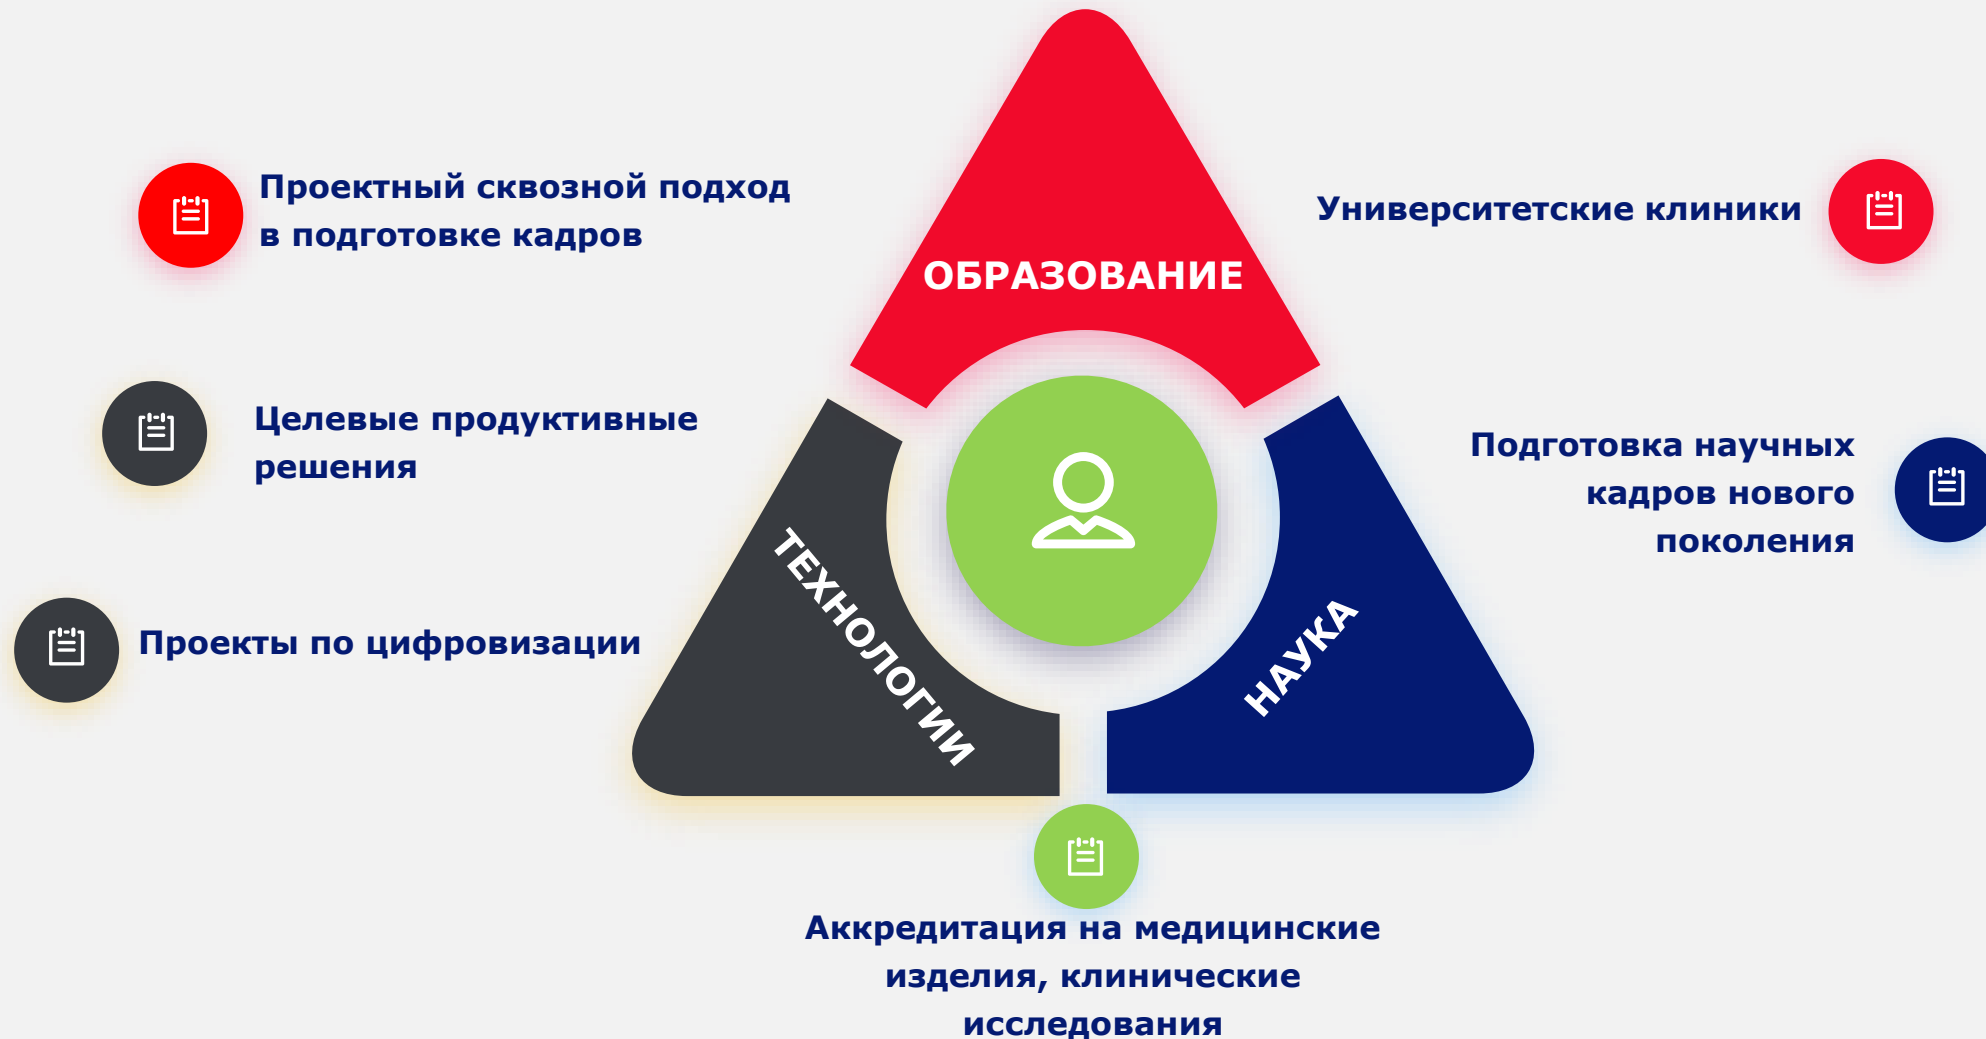 Проектный сквозной подход
в подготовке кадров
Университетские клиники
ОБРАЗОВАНИЕ
Целевые продуктивные
решения
Подготовка научных
кадров нового
поколения
ТЕХНОЛОГИИ
НАУКА
Проекты по цифровизации
Аккредитация на медицинские
изделия, клинические
исследования